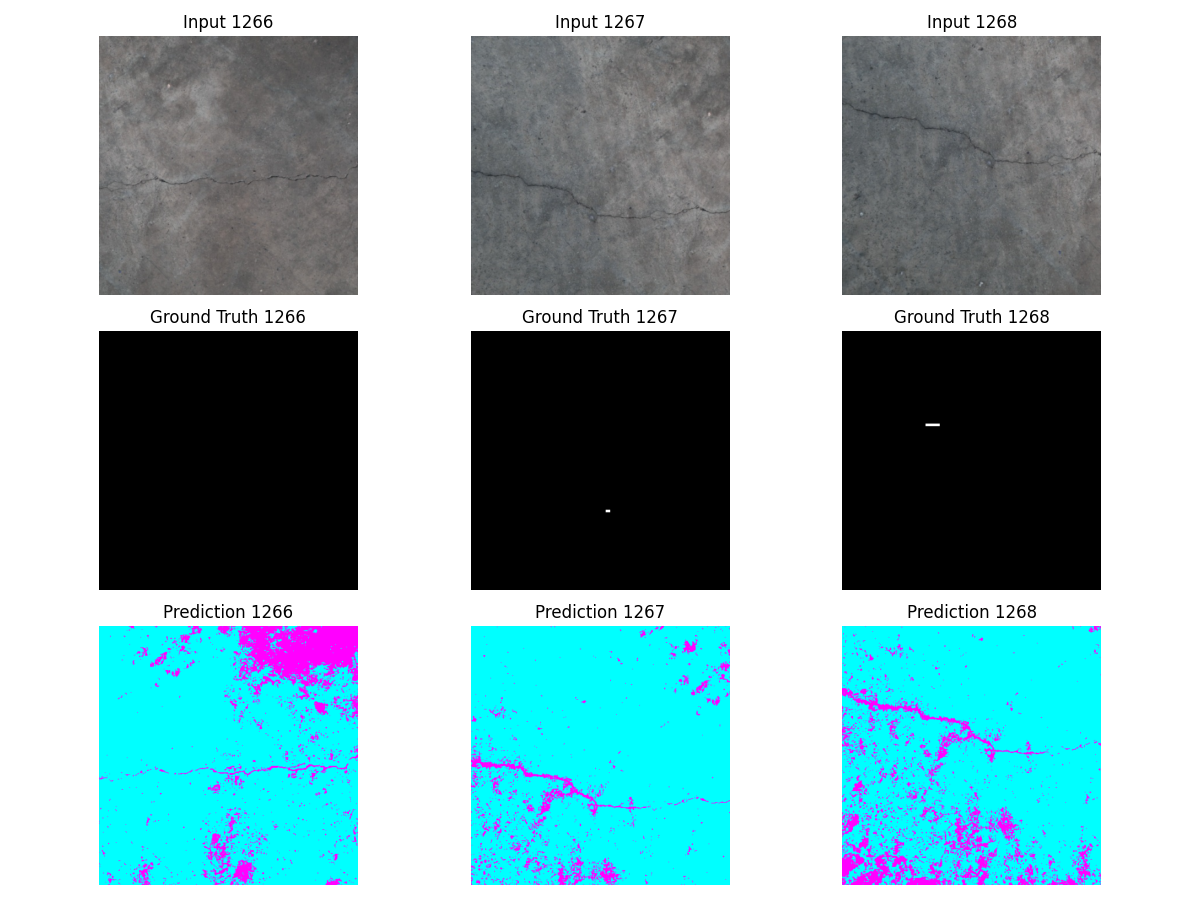 Input 1266
Input 1267
Input 1268
Ground Truth 1266
Ground Truth 1267
Ground Truth 1268
Prediction 1266
Prediction 1267
Prediction 1268